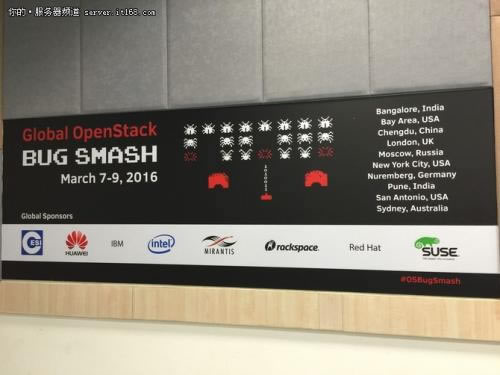 你的·服务器频道 server.it168.com
Global OpenStack
BUG SMASH
March 7-9, 2016
Bangalore, India
Bay Area, USA
Chengdu, China
London, UK
Moscow, Russia
New York City, USA
Nuremberg, Germany
Pune, India
San Antonio, USA
Sydney, Australia
Global Sponsors
CESI
HUAWEI
IBM
intel
MIRANTIS
rackspace.
Red Hat
SUSE
#OSBugSmash